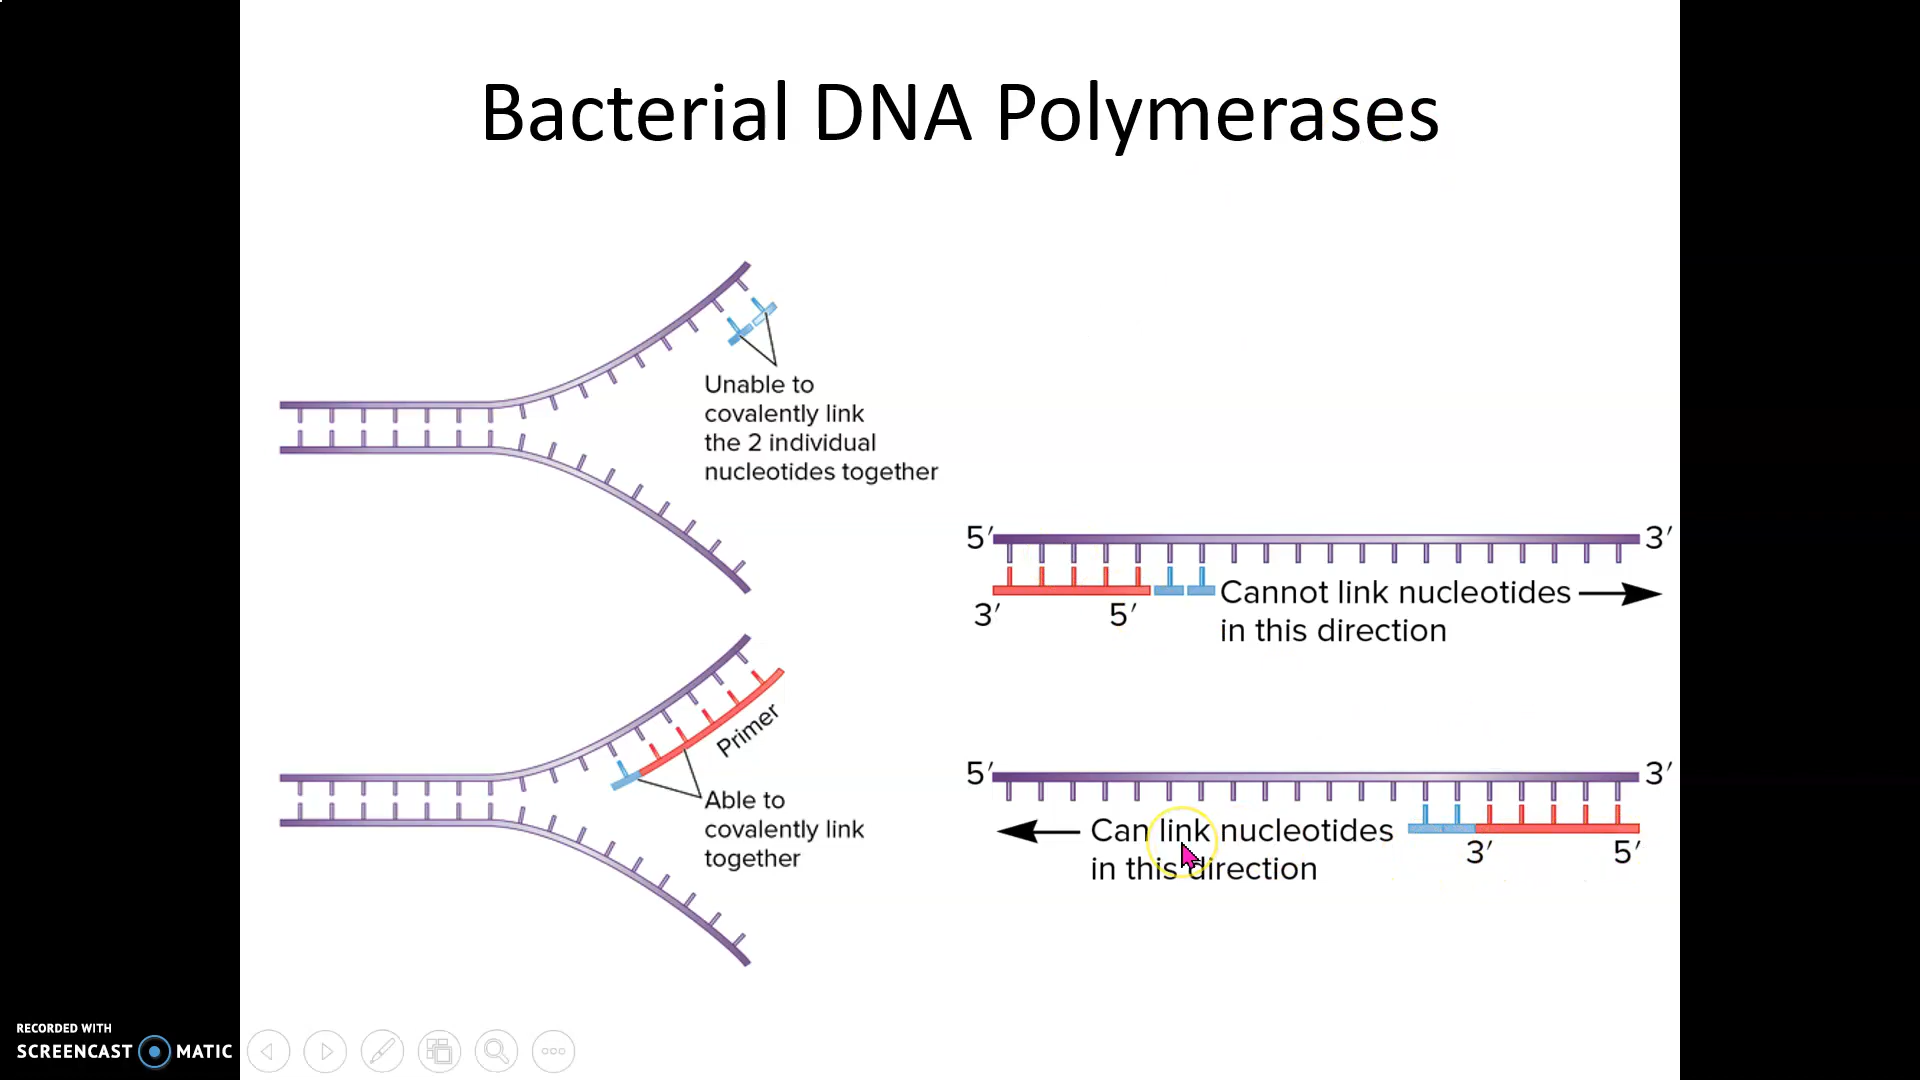 Bacterial DNA Polymerases
Unable to
covalently link
the 2 individual
nucleotides together
Primer
Able to
covalently link
together
5′ 3′
Cannot link nucleotides
in this direction
3′ 5′
5′ 3′
Can link nucleotides
in this direction
3′ 5′
RECORDED WITH
SCREENCAST MATIC